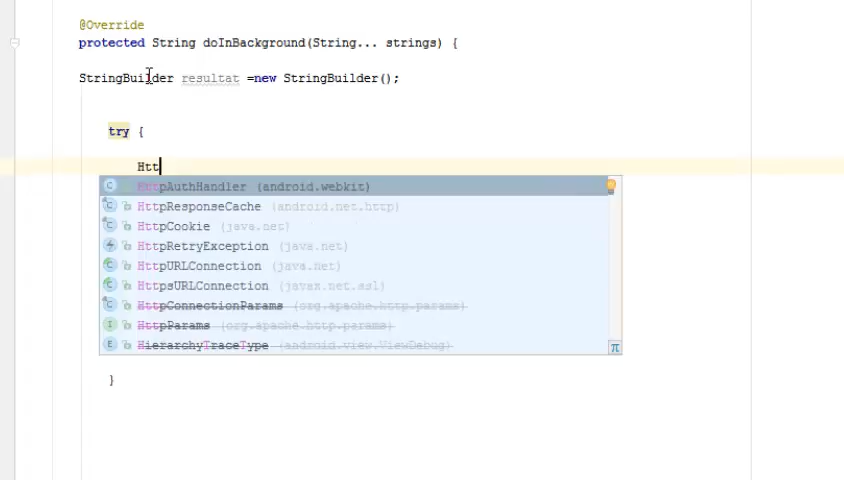 @Override
protected String doInBackground(String... strings) {
StringBuilder resultat =new StringBuilder();
try {
Htt
HttpAuthHandler (android.webkit)
HttpResponseCache (android.net.http)
HttpCookie (java.net)
HttpRetryException (java.net)
HttpURLConnection (java.net)
HttpsURLConnection (javax.net.ssl)
HttpConnectionParams (org.apache.http.params)
HttpParams (org.apache.http.params)
HierarchyTraceType (android.view.ViewDebug)
}